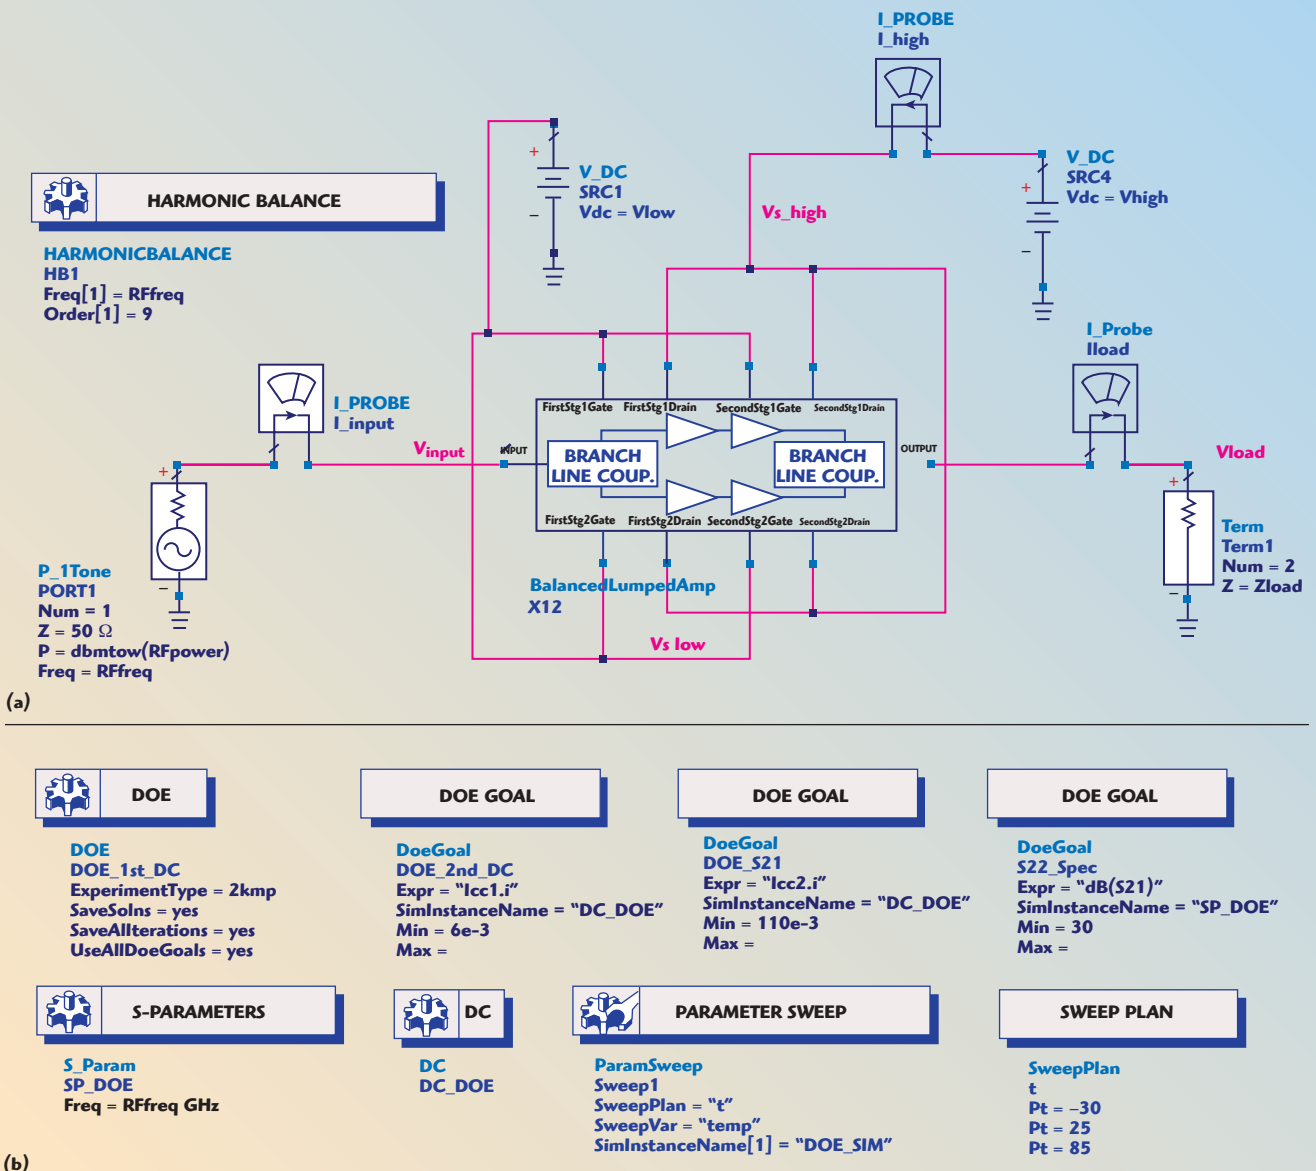 I_PROBE
I_high
V_DC
SRC1
Vdc = Vlow
V_DC
SRC4
Vdc = Vhigh
Vs_high
HARMONIC BALANCE
HARMONICBALANCE
HB1
Freq[1] = RFfreq
Order[1] = 9
I_Probe
Iload
I_PROBE
I_input
Vinput
FirstStg1Gate FirstStg1Drain SecondStg1Gate SecondStg1Drain
INPUT
BRANCH
LINE COUP.
BRANCH
LINE COUP.
OUTPUT
Vload
FirstStg2Gate FirstStg2Drain SecondStg2Gate SecondStg2Drain
BalancedLumpedAmp
X12
Vs low
P_1Tone
PORT1
Num = 1
Z = 50 Ω
P = dbmtow(RFpower)
Freq = RFfreq
Term
Term1
Num = 2
Z = Zload
(a)
DOE
DOE
DOE_1st_DC
ExperimentType = 2kmp
SaveSolns = yes
SaveAllterations = yes
UseAllDoeGoals = yes
DOE GOAL
DoeGoal
DOE_2nd_DC
Expr = “Icc1.i”
SimInstanceName = “DC_DOE”
Min = 6e-3
Max =
DOE GOAL
DoeGoal
DOE_S21
Expr = “Icc2.i”
SimInstanceName = “DC_DOE”
Min = 110e-3
Max =
DOE GOAL
DoeGoal
S22_Spec
Expr = “dB(S21)”
SimInstanceName = “SP_DOE”
Min = 30
Max =
S-PARAMETERS
S_Param
SP_DOE
Freq = RFfreq GHz
DC
DC
DC_DOE
PARAMETER SWEEP
ParamSweep
Sweep1
SweepPlan = “t”
SweepVar = “temp”
SimInstanceName[1] = “DOE_SIM”
SWEEP PLAN
SweepPlan
t
Pt = –30
Pt = 25
Pt = 85
(b)